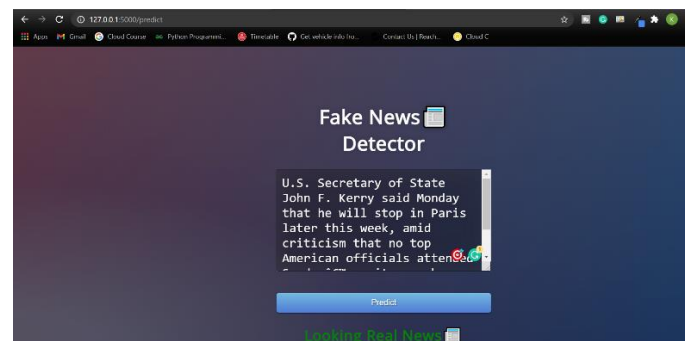 127.0.0.1:5000/predict
Apps Gmail Cloud Course Python Programmi... Timetable Get vehicle info fro... Contact Us | Reach... Cloud C
Fake News
Detector
U.S. Secretary of State
John F. Kerry said Monday
that he will stop in Paris
later this week, amid
criticism that no top
American officials attended
Predict
Looking Real News